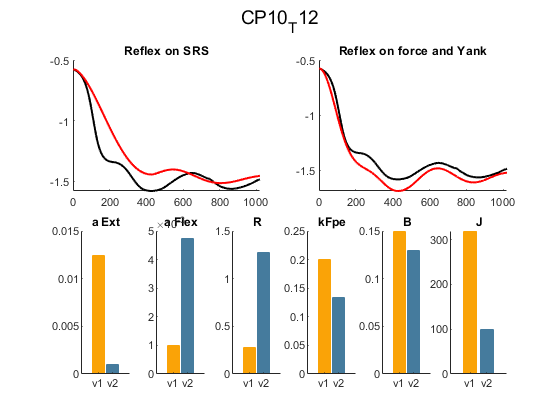 CP10T12
Reflex on SRS
Reflex on force and Yank
-0.5
-1
-1.5
0 200 400 600 800 1000
-0.5
-1
-1.5
0 200 400 600 800 1000
a Ext
a Flex
R
kFpe
B
J
0.015
0.01
0.005
0
v1 v2
5
4
3
2
1
0
v1 v2
1.5
1
0.5
0
v1 v2
0.25
0.2
0.15
0.1
0.05
0
v1 v2
0.15
0.1
0.05
0
v1 v2
300
200
100
0
v1 v2